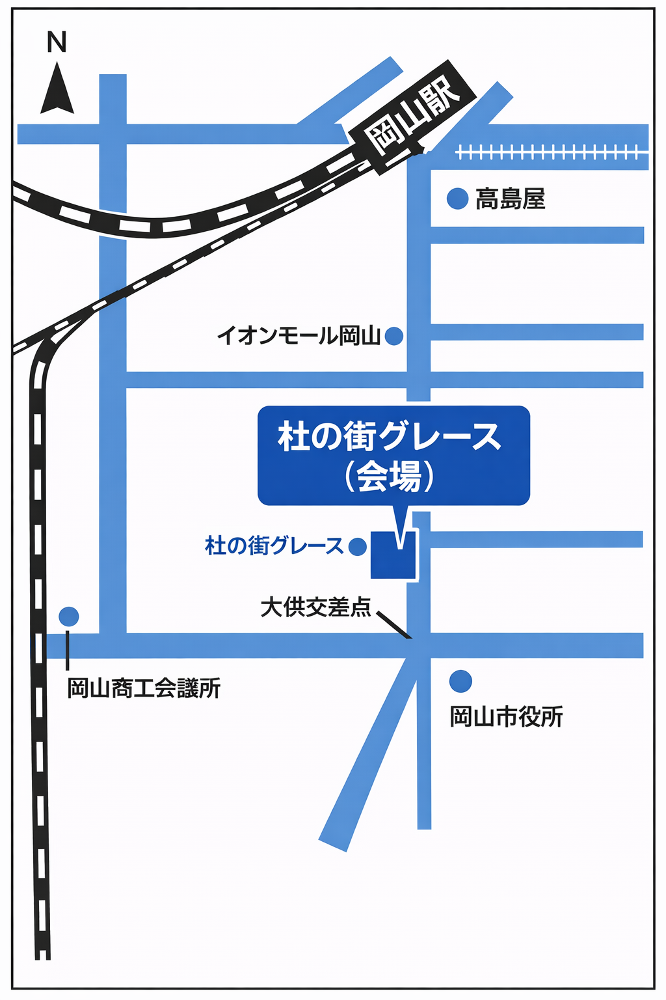 N
岡山駅
高島屋
イオンモール岡山
杜の街グレース
（会場）
杜の街グレース
大供交差点
岡山商工会議所
岡山市役所